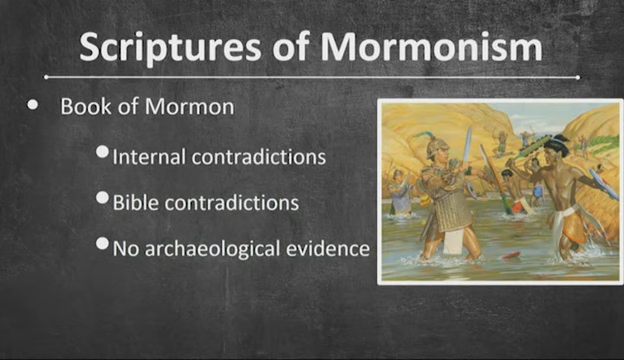 Scriptures of Mormonism
• Book of Mormon
• Internal contradictions
• Bible contradictions
• No archaeological evidence